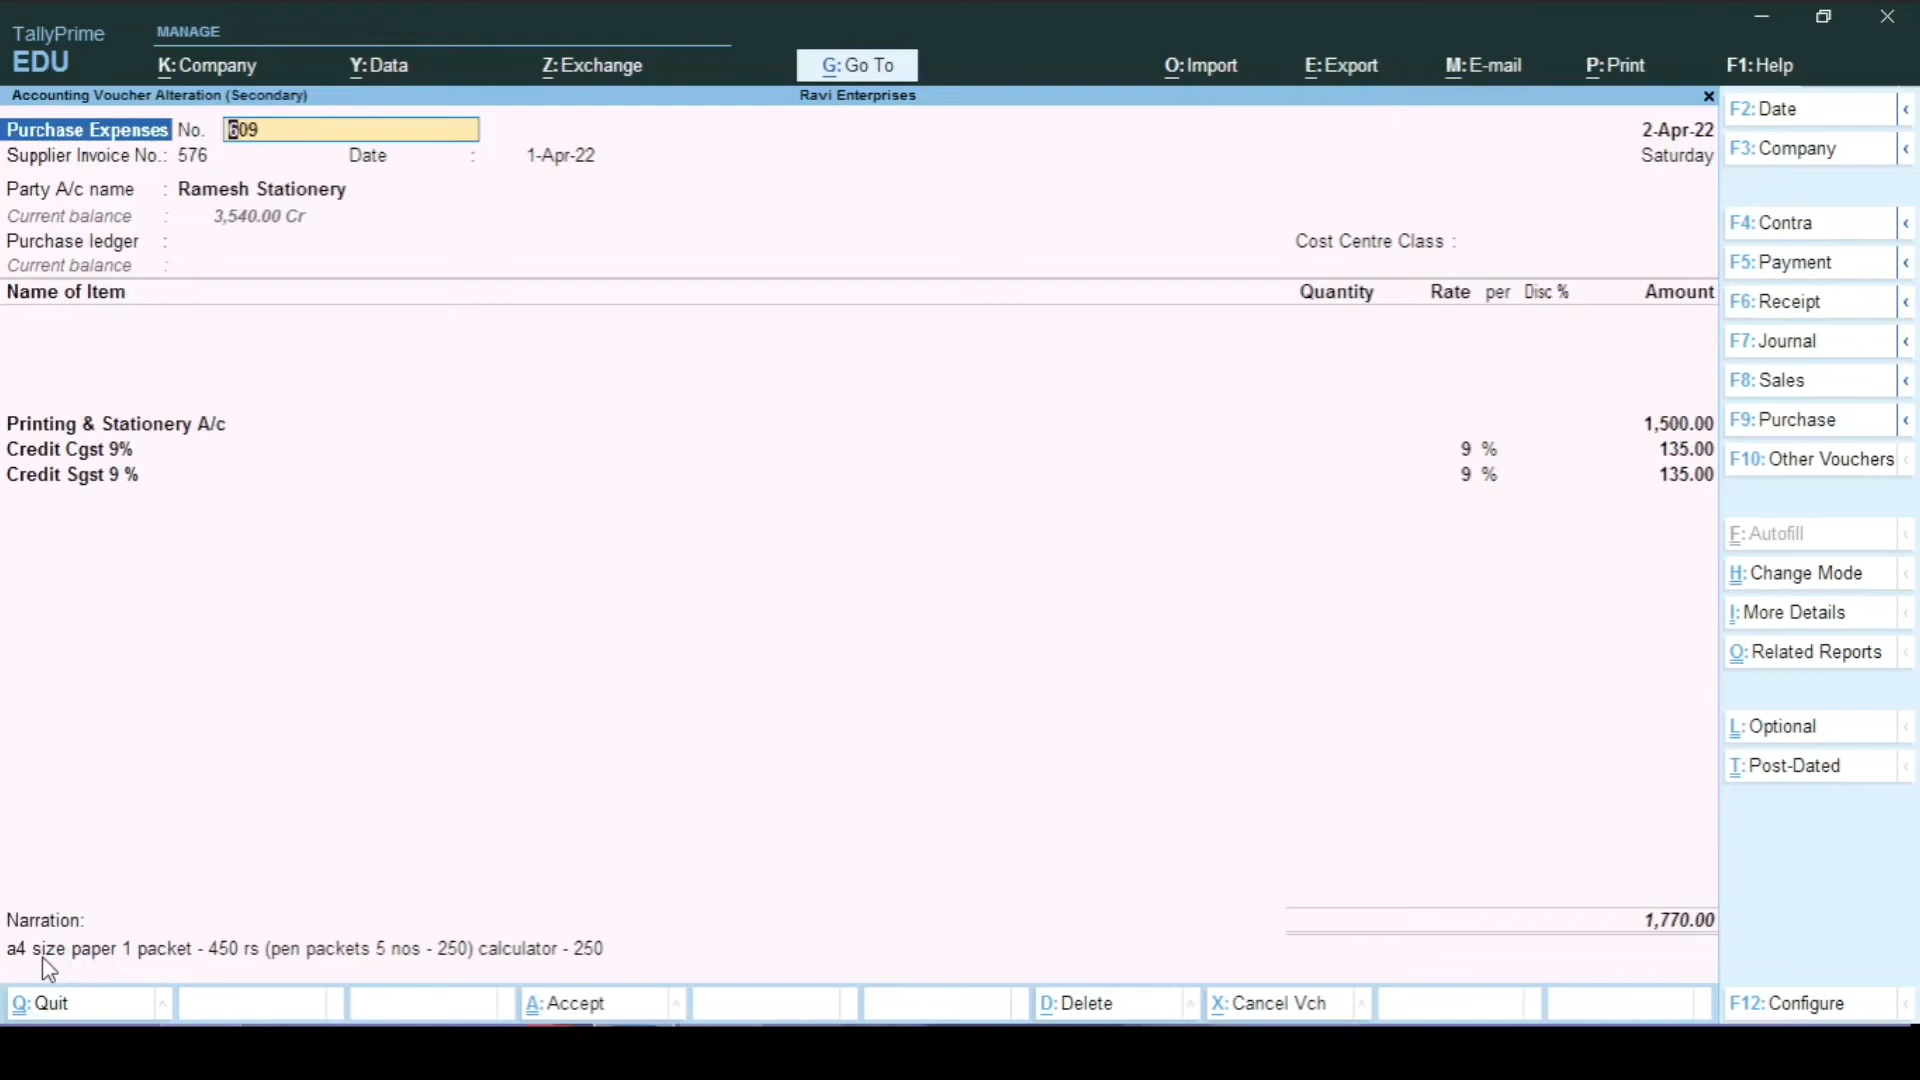 TallyPrime
EDU
MANAGE
K: Company
Y: Data
Z: Exchange
G: Go To
O: Import
E: Export
M: E-mail
P: Print
F1: Help
Accounting Voucher Alteration (Secondary)
Ravi Enterprises
Purchase Expenses No. 609
2-Apr-22
Supplier Invoice No.: 576 Date : 1-Apr-22
Saturday
Party A/c name : Ramesh Stationery
Current balance : 3,540.00 Cr
Purchase ledger :
Cost Centre Class :
Current balance :
Name of Item Quantity Rate per Disc % Amount
Printing & Stationery A/c 1,500.00
Credit Cgst 9% 9 % 135.00
Credit Sgst 9 % 9 % 135.00
Narration: 1,770.00
a4 size paper 1 packet - 450 rs (pen packets 5 nos - 250) calculator - 250
Q: Quit
A: Accept
D: Delete
X: Cancel Vch
F2: Date
F3: Company
F4: Contra
F5: Payment
F6: Receipt
F7: Journal
F8: Sales
F9: Purchase
F10: Other Vouchers
F: Autofill
H: Change Mode
I: More Details
O: Related Reports
L: Optional
T: Post-Dated
F12: Configure